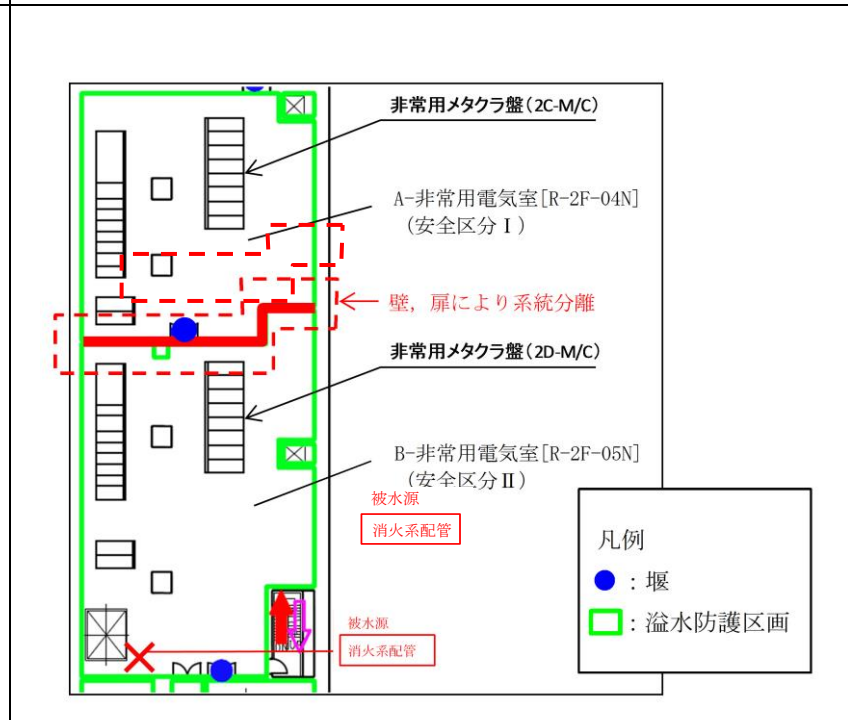 非常用メタクラ盤(2C-M/C)
A-非常用電気室[R-2F-04N]
(安全区分Ⅰ)
壁, 扉により系統分離
非常用メタクラ盤(2D-M/C)
B-非常用電気室[R-2F-05N]
(安全区分Ⅱ)
被水源
消火系配管
凡例
:堰
:溢水防護区画
被水源
消火系配管